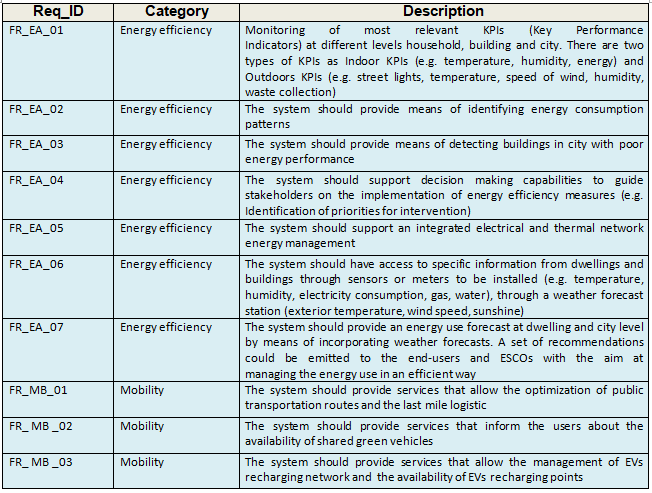 Req_ID Category Description
FR_EA_01 Energy efficiency Monitoring of most relevant KPIs (Key Performance
Indicators) at different levels household, building and city. There are two
types of KPIs as Indoor KPIs (e.g. temperature, humidity, energy) and
Outdoors KPIs (e.g. street lights, temperature, speed of wind, humidity,
waste collection)
FR_EA_02 Energy efficiency The system should provide means of identifying energy consumption
patterns
FR_EA_03 Energy efficiency The system should provide means of detecting buildings in city with poor
energy performance
FR_EA_04 Energy efficiency The system should support decision making capabilities to guide
stakeholders on the implementation of energy efficiency measures (e.g.
Identification of priorities for intervention)
FR_EA_05 Energy efficiency The system should support an integrated electrical and thermal network
energy management
FR_EA_06 Energy efficiency The system should have access to specific information from dwellings and
buildings through sensors or meters to be installed (e.g. temperature,
humidity, electricity consumption, gas, water), through a weather forecast
station (exterior temperature, wind speed, sunshine)
FR_EA_07 Energy efficiency The system should provide an energy use forecast at dwelling and city level
by means of incorporating weather forecasts. A set of recommendations
could be emitted to the end-users and ESCOs with the aim at
managing the energy use in an efficient way
FR_MB_01 Mobility The system should provide services that allow the optimization of public
transportation routes and the last mile logistic
FR_ MB _02 Mobility The system should provide services that inform the users about the
availability of shared green vehicles
FR_ MB _03 Mobility The system should provide services that allow the management of EVs
recharging network and the availability of EVs recharging points